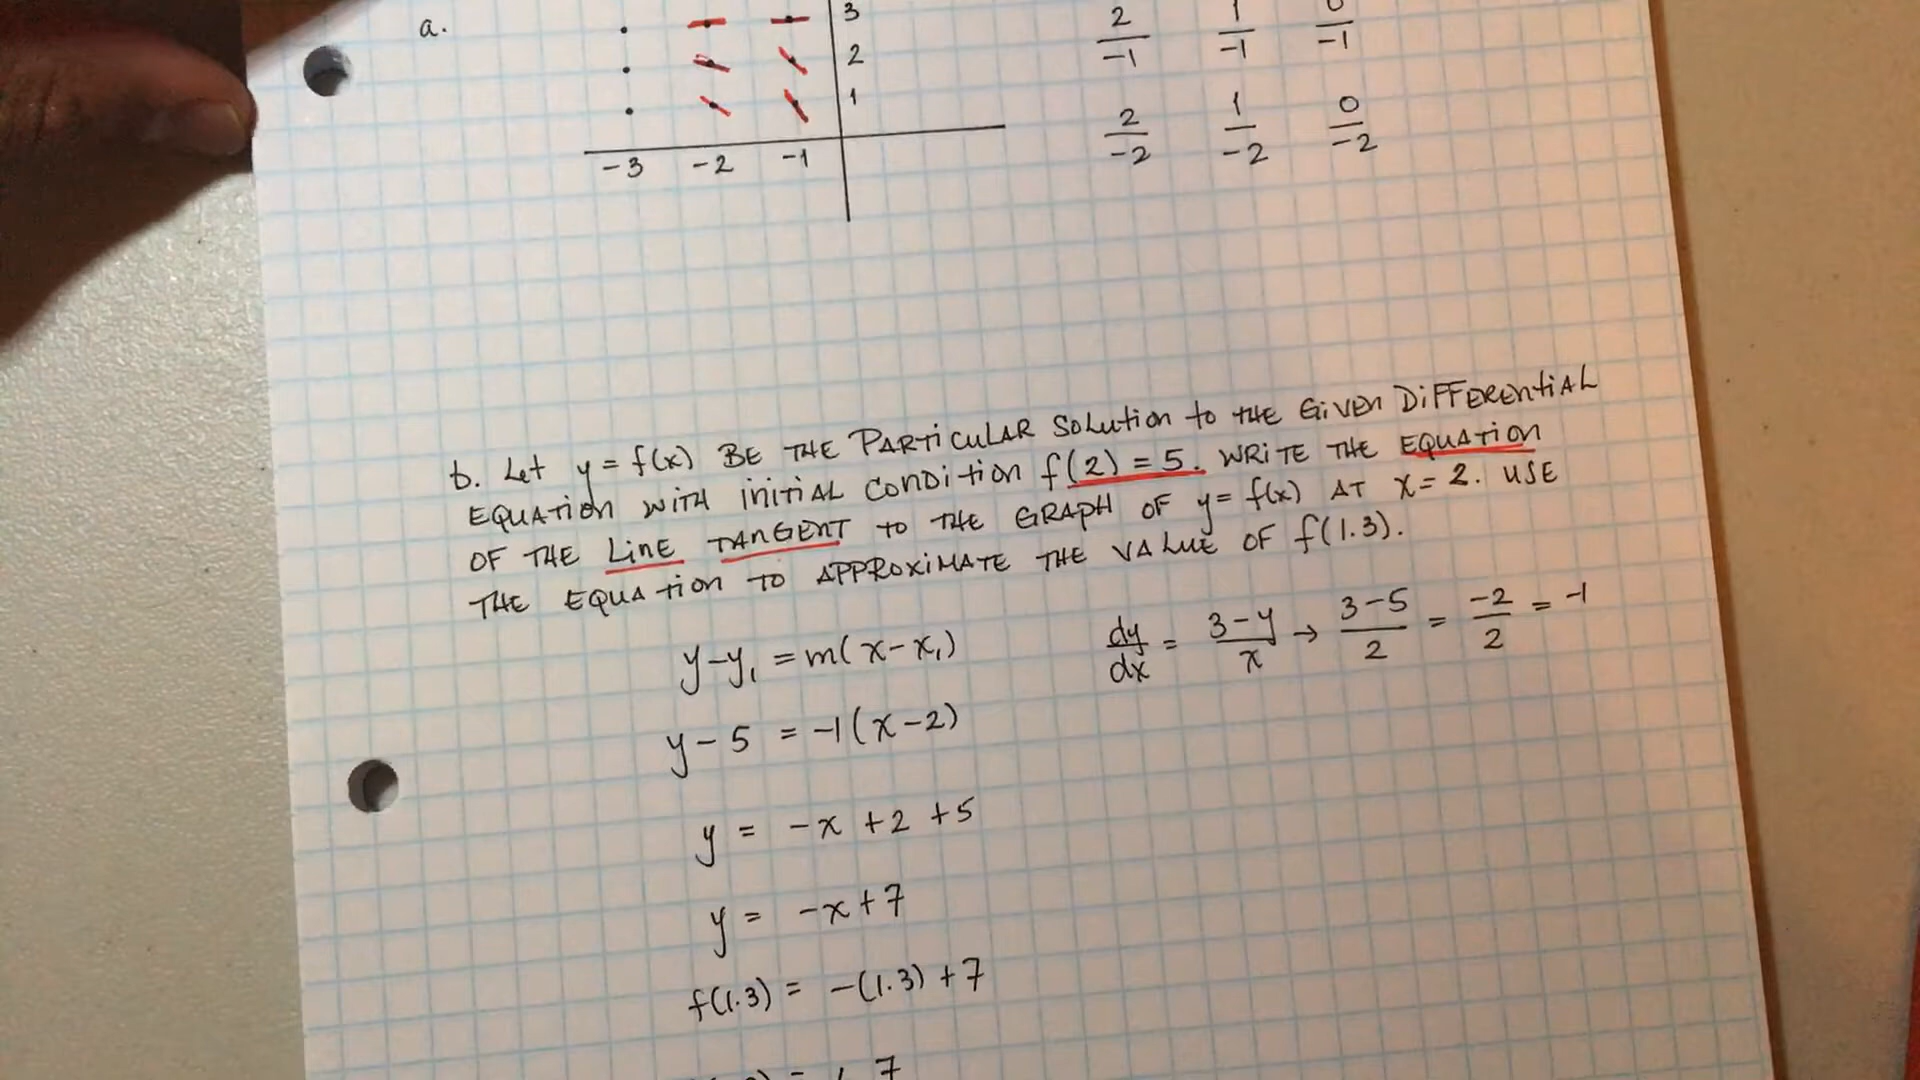 a.
3
2
1
-3 -2 -1
2/-1 1/-1 0/-1
2/-2 1/-2 0/-2
b. Let y = f(x) BE THE PARTICULAR SOLUTION to THE GIVEN DIFFERENTIAL
EQUATION WITH INITIAL CONDITION f(2) = 5. WRITE THE EQUATION
OF THE LINE TANGENT TO THE GRAPH OF y = f(x) AT x = 2. USE
THE EQUATION TO APPROXIMATE THE VALUE OF f(1.3).
y-y₁ = m(x-x₁) dy/dx = 3-y/x → 3-5/2 = -2/2 = -1
y-5 = -1(x-2)
y = -x +2 +5
y = -x+7
f(1.3) = -(1.3) +7